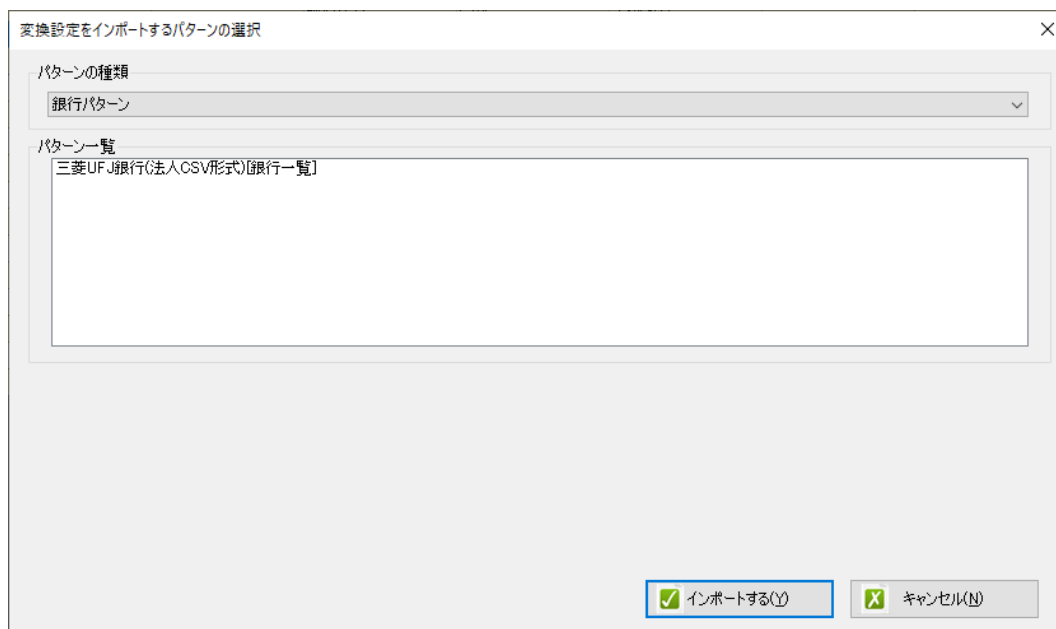 変換設定をインポートするパターンの選択
パターンの種類
銀行パターン
パターン一覧
三菱UFJ銀行(法人CSV形式)[銀行一覧]
インポートする(Y)
キャンセル(N)